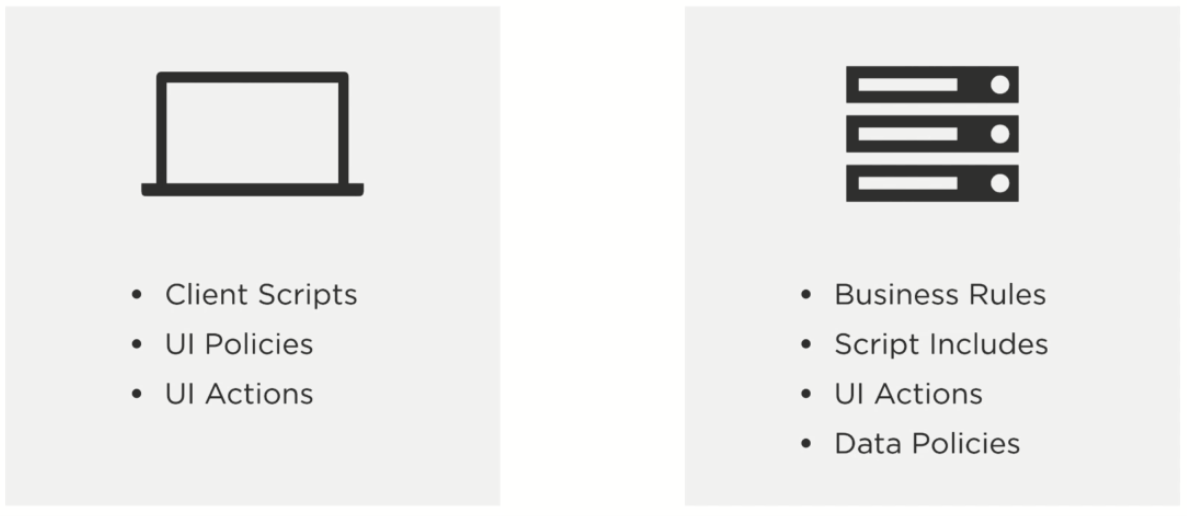 • Client Scripts
• UI Policies
• UI Actions
• Business Rules
• Script Includes
• UI Actions
• Data Policies